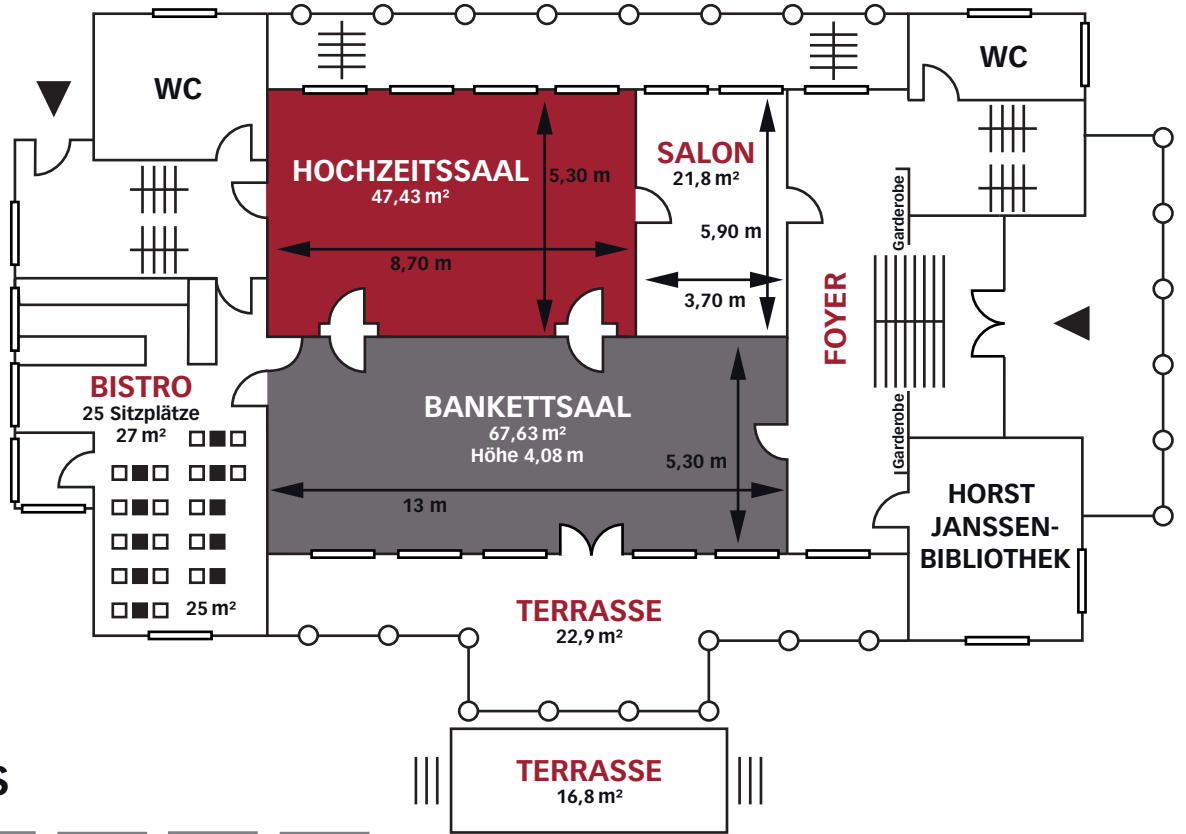 WC
WC
HOCHZEITSSAAL
47,43 m²
5,30 m
8,70 m
SALON
21,8 m²
5,90 m
3,70 m
Garderobe
FOYER
Garderobe
BISTRO
25 Sitzplätze
27 m²
25 m²
BANKETTSAAL
67,63 m²
Höhe 4,08 m
5,30 m
13 m
HORST
JANSSEN-
BIBLIOTHEK
TERRASSE
22,9 m²
TERRASSE
16,8 m²
S